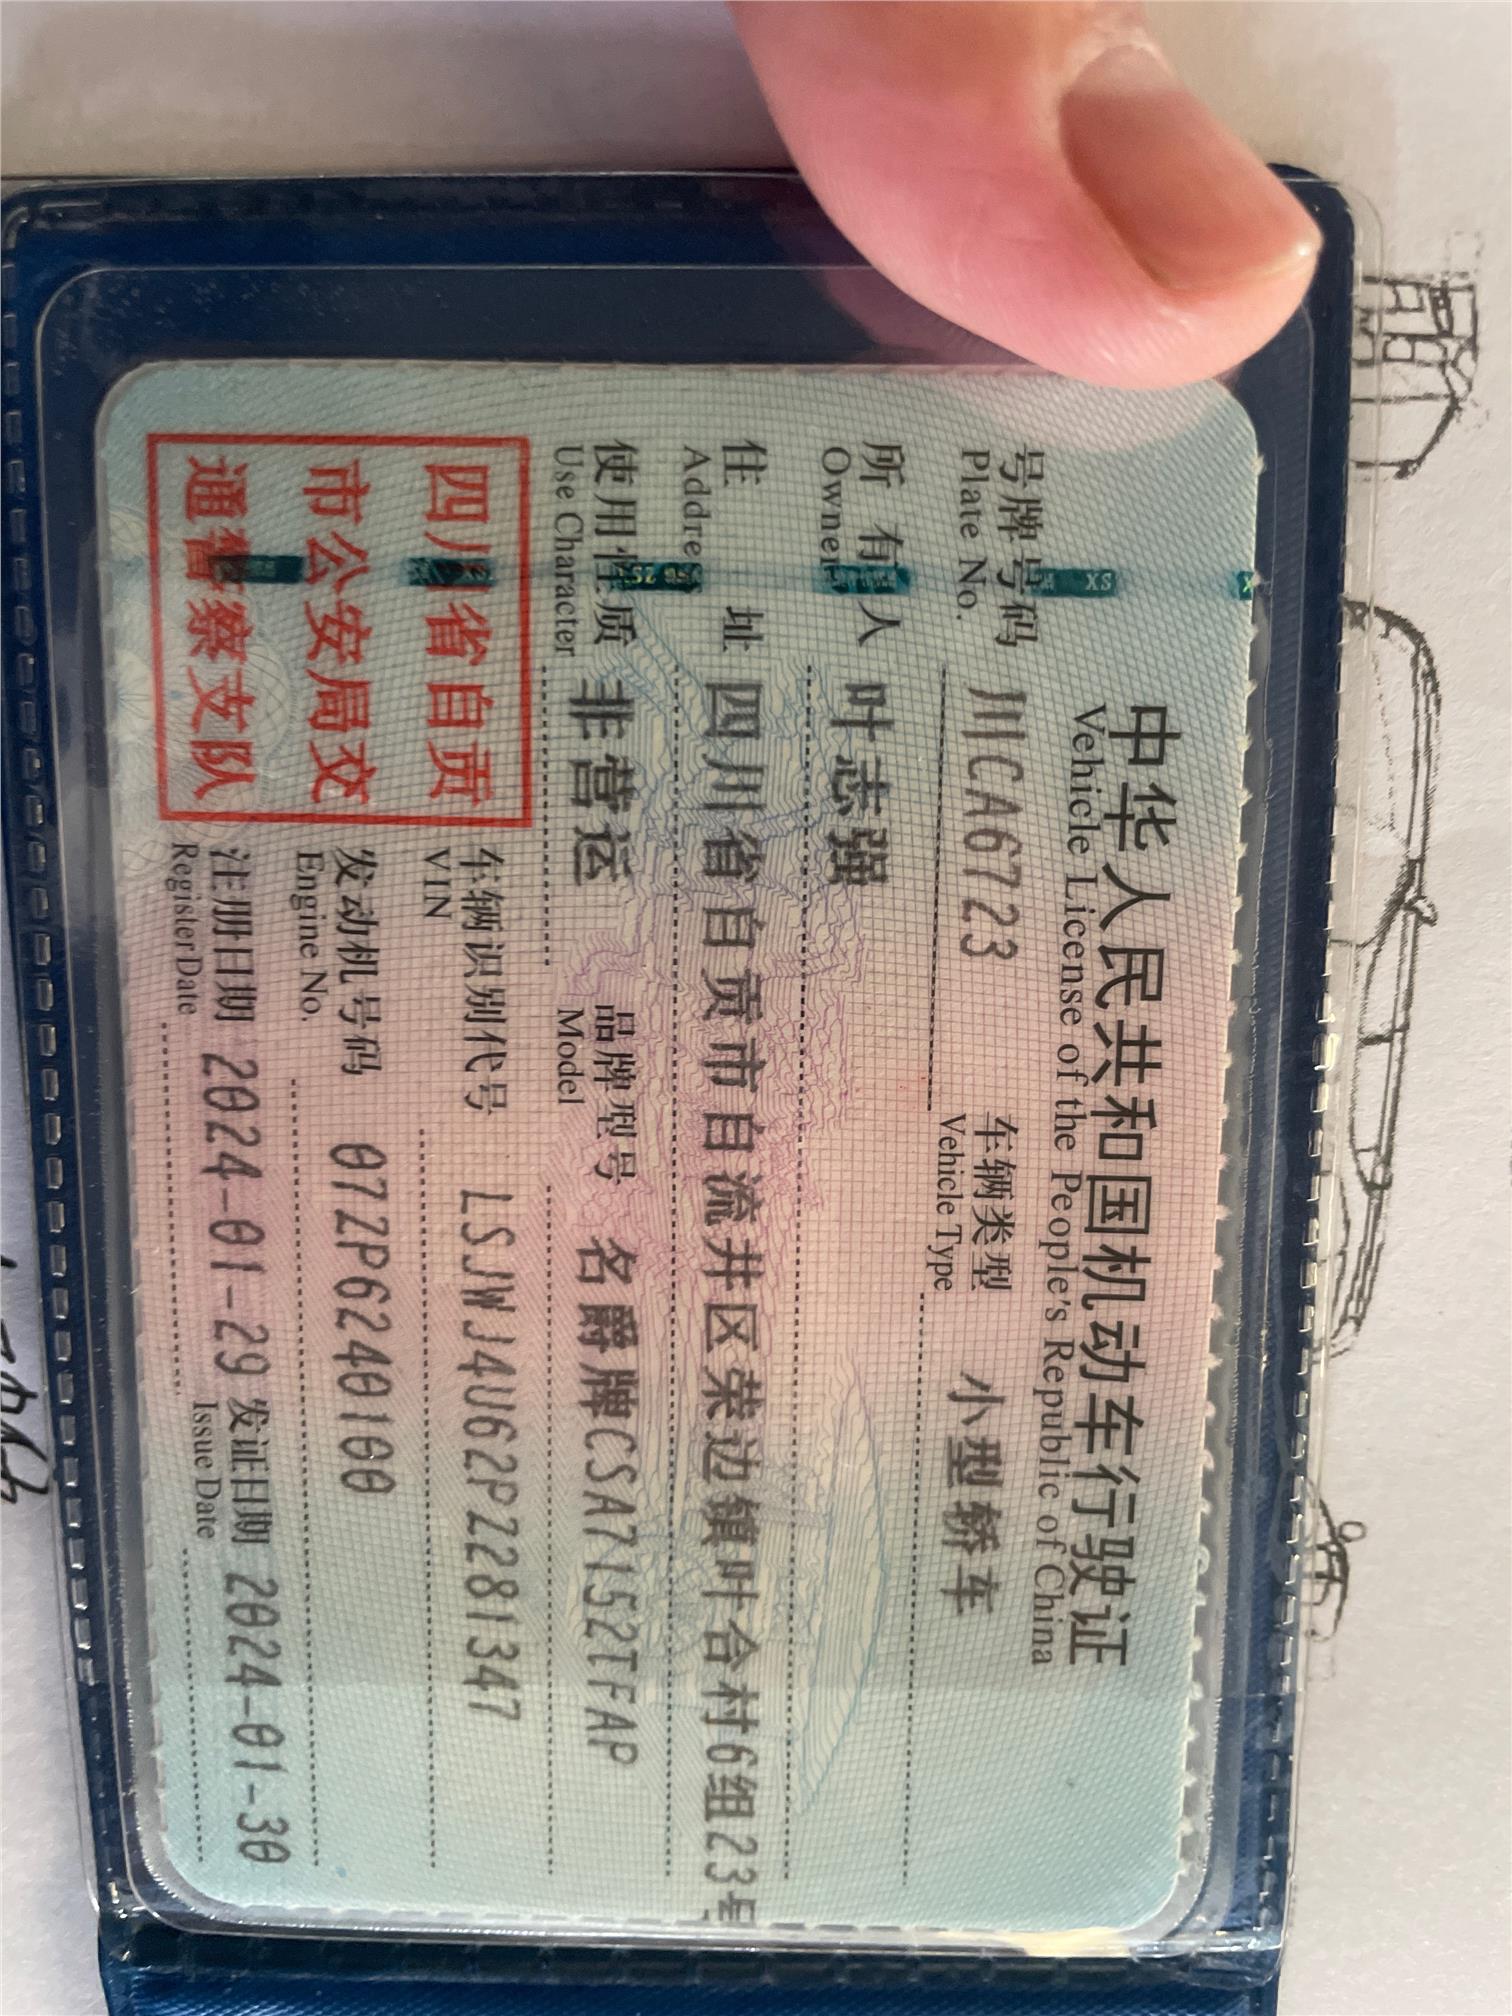 中华人民共和国机动车行驶证
Vehicle License of the People's Republic of China
号牌号码 川CA6723 车辆类型 小型轿车
Plate No. Vehicle Type
所有人 叶志强
Owner
住址 四川省自贡市自流井区荣边镇叶合村6组23号
Address
使用性质 非营运 品牌型号 名爵牌CSA7152TFAP
Use Character Model
四川省自贡
市公安局交
通警察支队
车辆识别代号 LSJWJ4U62P2281347
VIN
发动机号码 07ZP6240100
Engine No.
注册日期 2024-01-29 发证日期 2024-01-30
Register Date Issue Date